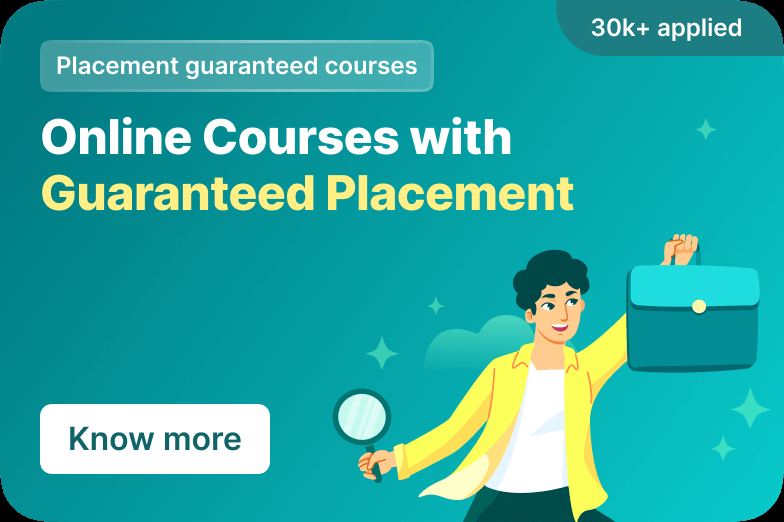 30k+ applied
Placement guaranteed courses
Online Courses with
Guaranteed Placement
Know more